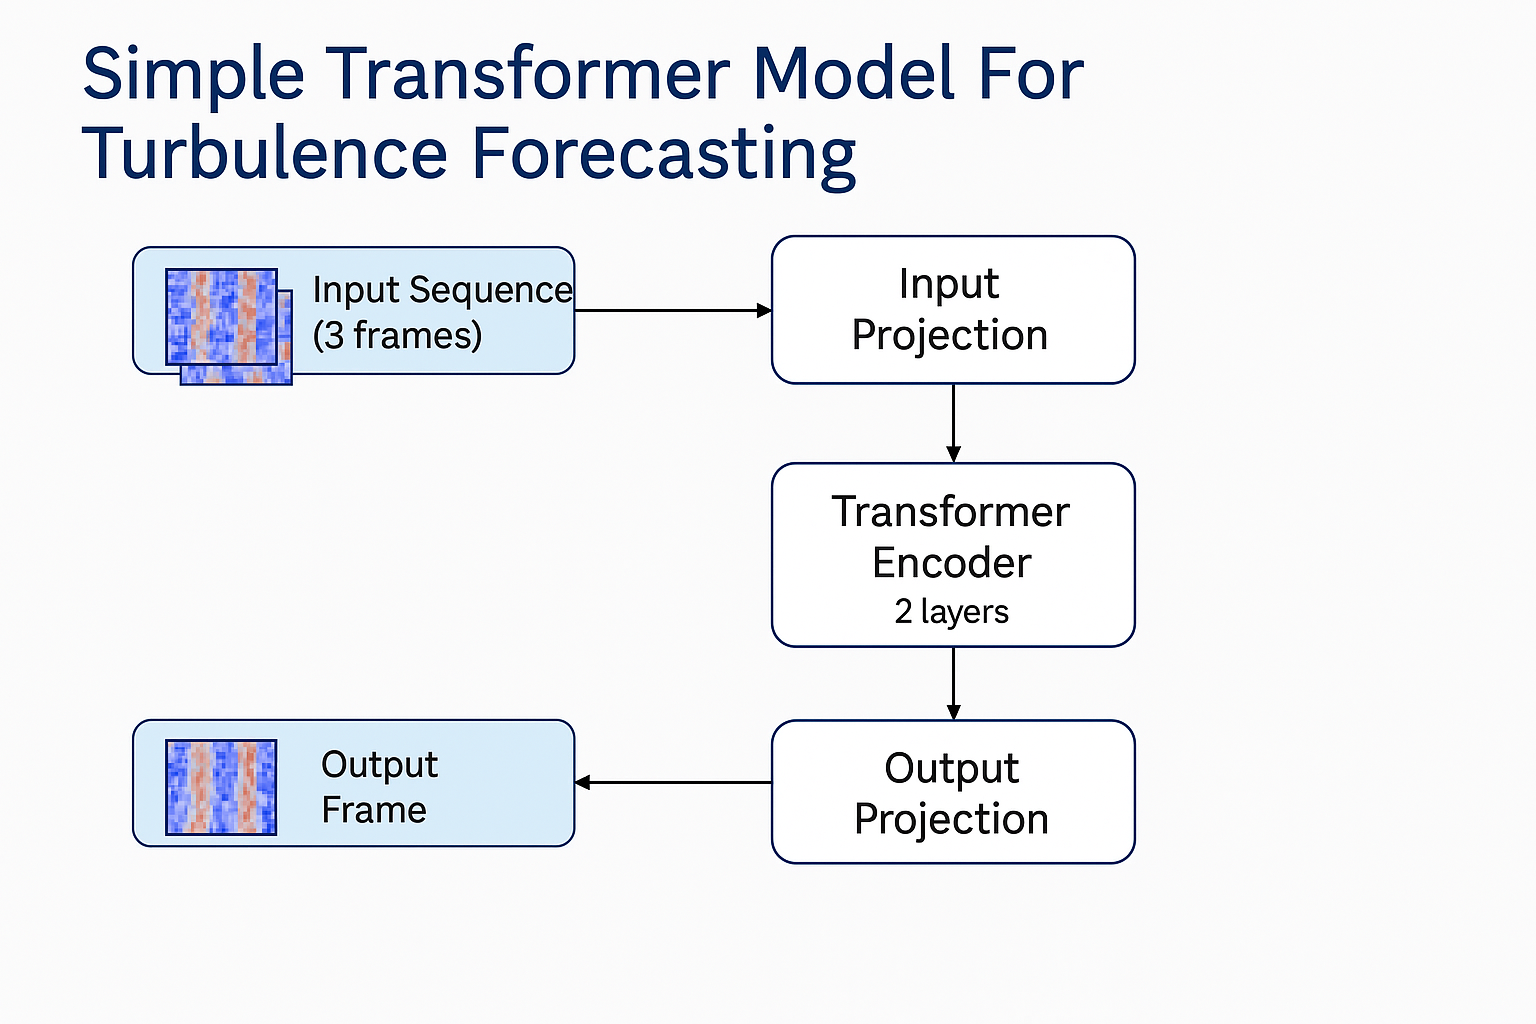 Simple Transformer Model For
Turbulence Forecasting
Input Sequence
(3 frames)
Input
Projection
Transformer
Encoder
2 layers
Output
Projection
Output
Frame